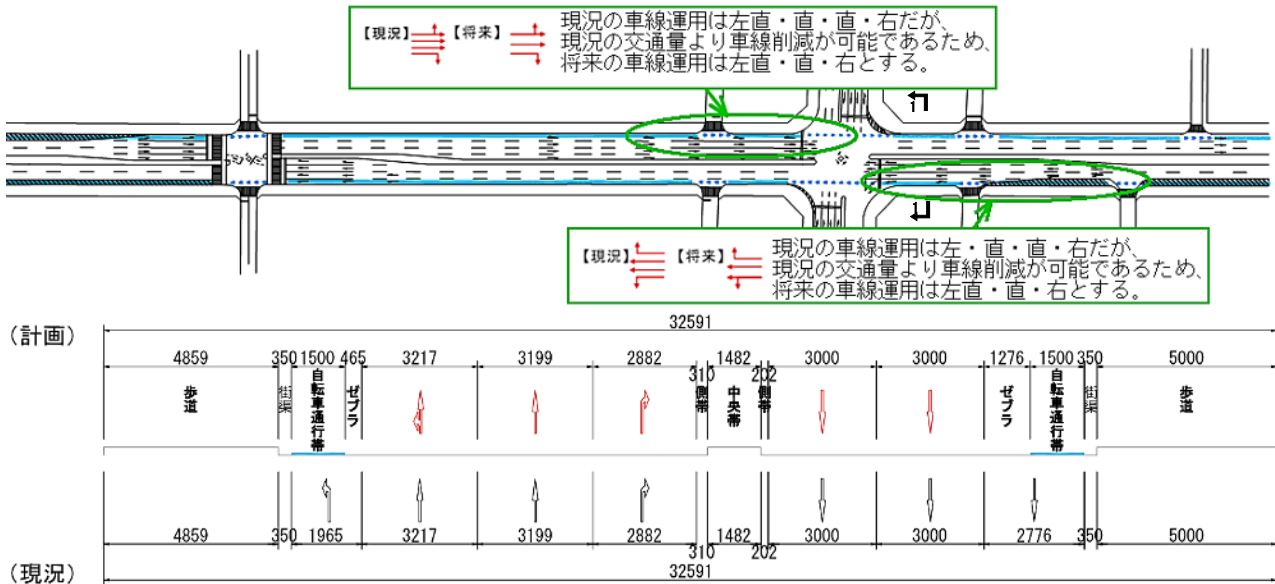 【現況】
【将来】
現況の車線運用は左直・直・直・右だが、
現況の交通量より車線削減が可能であるため、
将来の車線運用は左直・直・右とする。
1
1
【現況】
【将来】
現況の車線運用は左・直・直・右だが、
現況の交通量より車線削減が可能であるため、
将来の車線運用は左直・直・右とする。
(計画)
32591
4859 350 1500 465 3217 3199 2882 310 1482 202 3000 3000 1276 1500 350 5000
歩道 街渠 自転車通行帯 ゼブラ 側帯 中央帯 側帯 ゼブラ 自転車通行帯 街渠 歩道
4859 350 1965 3217 3199 2882 310 1482 202 3000 3000 2776 350 5000
32591
(現況)